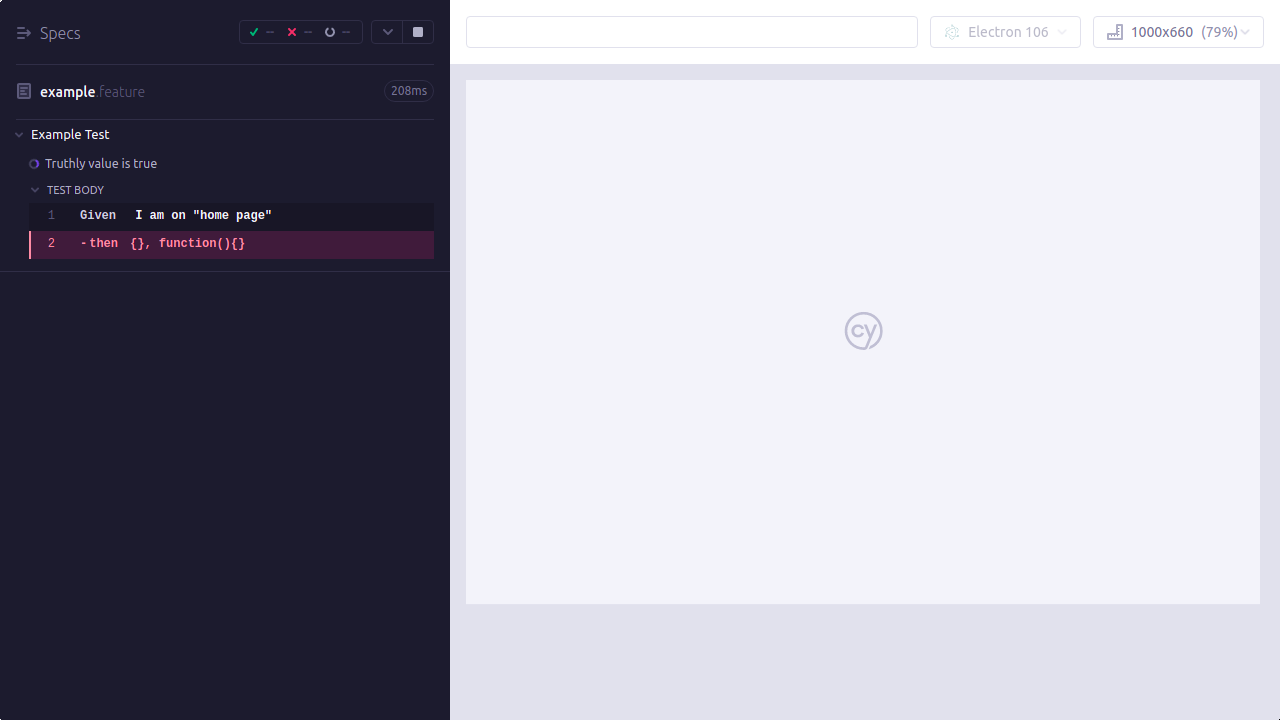 Specs
-- -- --
Electron 106
1000x660 (79%)
example.feature
208ms
Example Test
Truthly value is true
TEST BODY
1 Given I am on "home page"
2 -then {}, function(){}
cy